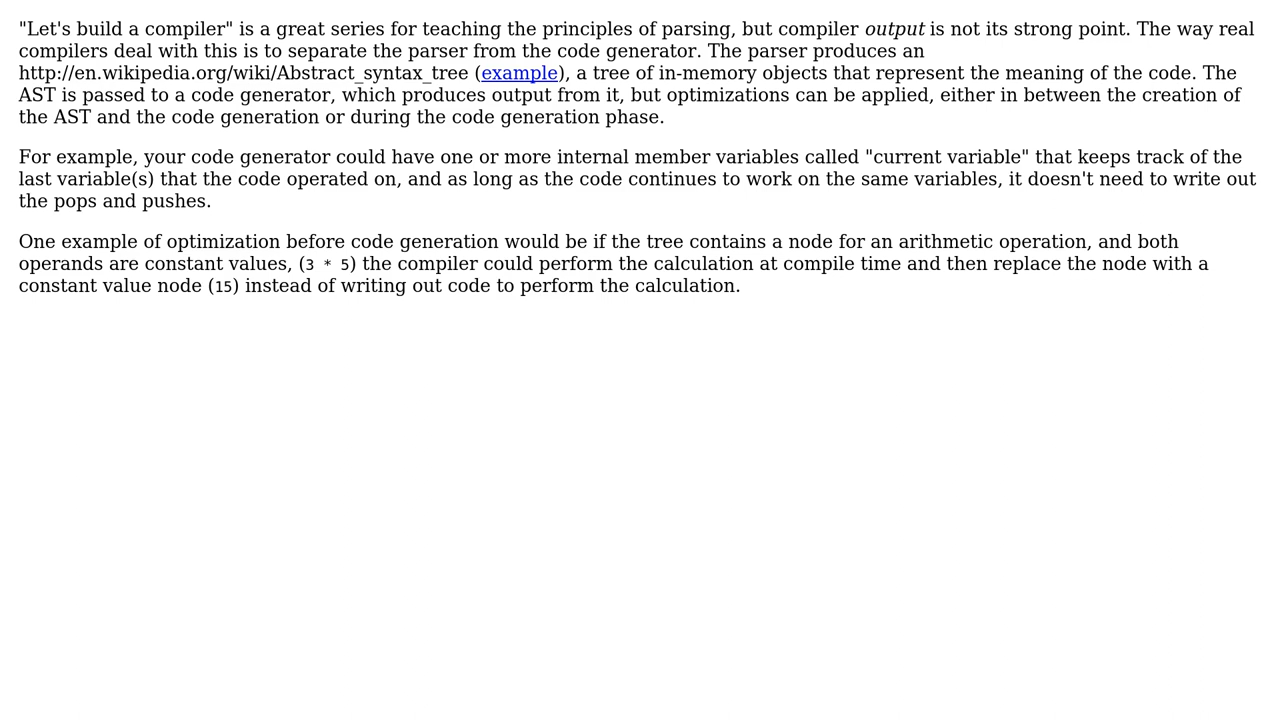 "Let's build a compiler" is a great series for teaching the principles of parsing, but compiler output is not its strong point. The way real
compilers deal with this is to separate the parser from the code generator. The parser produces an
http://en.wikipedia.org/wiki/Abstract_syntax_tree (example), a tree of in-memory objects that represent the meaning of the code. The
AST is passed to a code generator, which produces output from it, but optimizations can be applied, either in between the creation of
the AST and the code generation or during the code generation phase.
For example, your code generator could have one or more internal member variables called "current variable" that keeps track of the
last variable(s) that the code operated on, and as long as the code continues to work on the same variables, it doesn't need to write out
the pops and pushes.
One example of optimization before code generation would be if the tree contains a node for an arithmetic operation, and both
operands are constant values, (3 * 5) the compiler could perform the calculation at compile time and then replace the node with a
constant value node (15) instead of writing out code to perform the calculation.